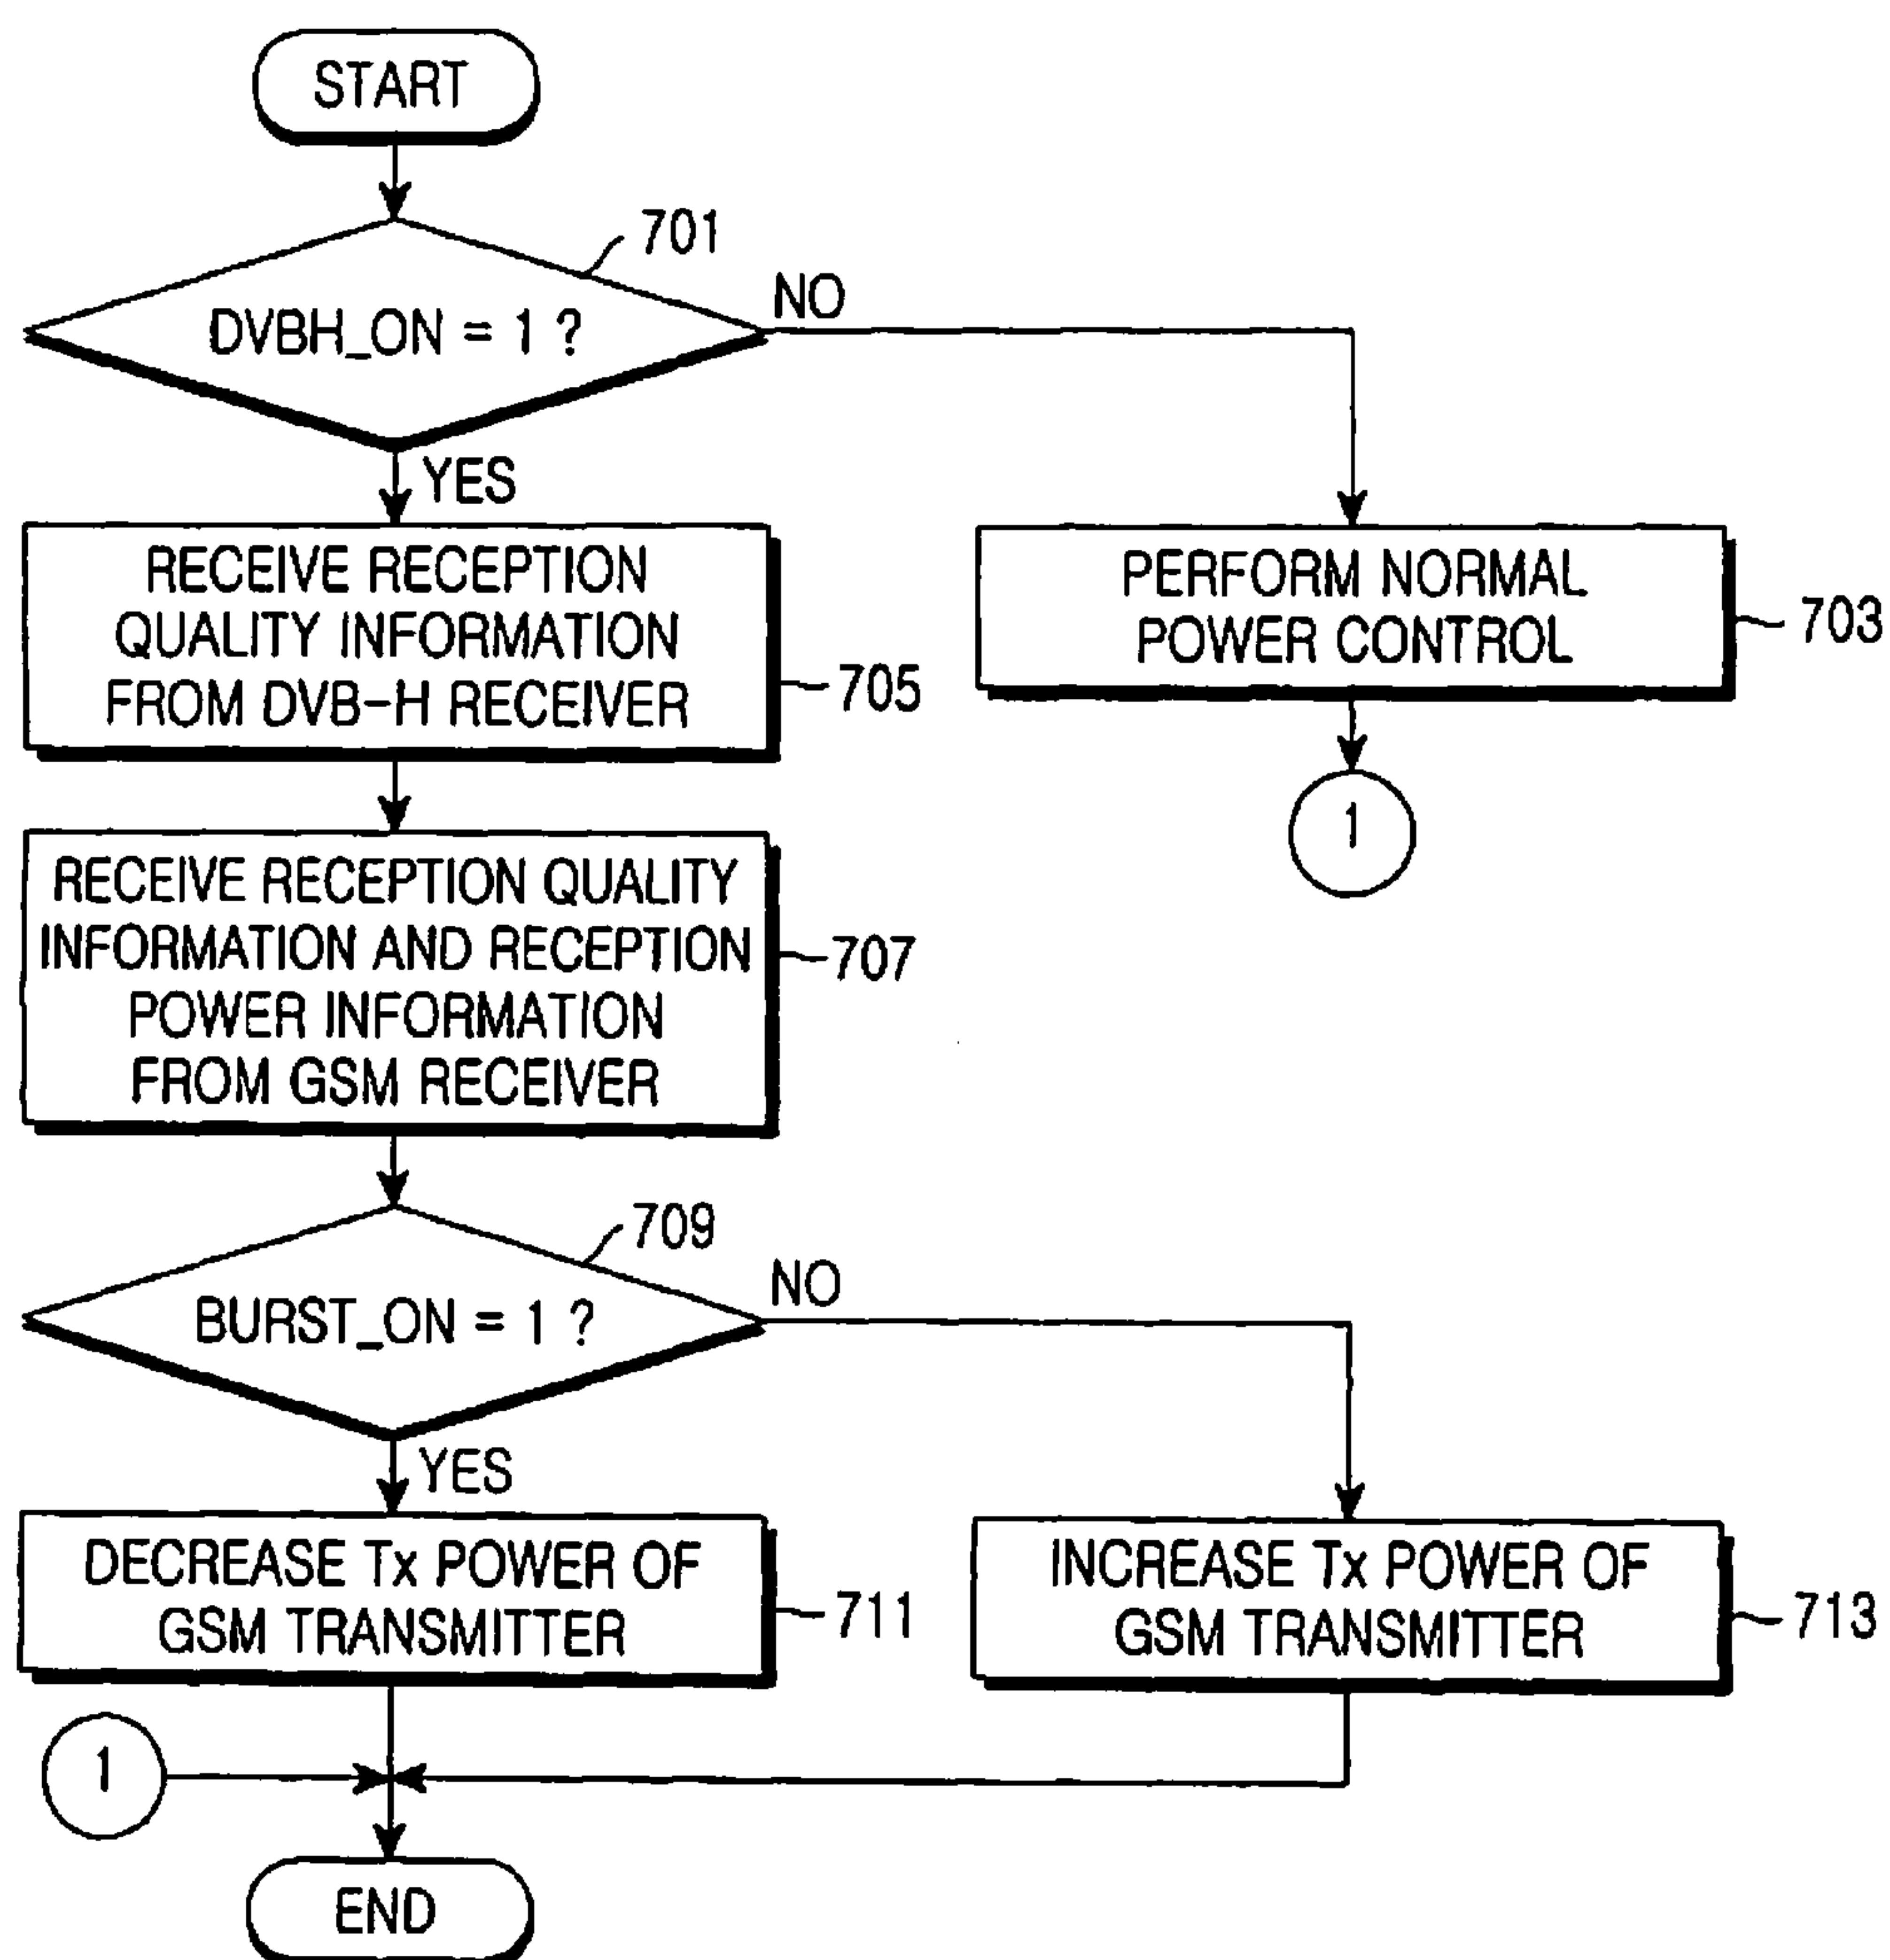 START
701
DVBH_ON = 1 ?
NO
YES
RECEIVE RECEPTION
QUALITY INFORMATION
FROM DVB-H RECEIVER
705
PERFORM NORMAL
POWER CONTROL
703
1
RECEIVE RECEPTION QUALITY
INFORMATION AND RECEPTION
POWER INFORMATION
FROM GSM RECEIVER
707
709
BURST_ON = 1 ?
NO
YES
DECREASE Tx POWER OF
GSM TRANSMITTER
711
INCREASE Tx POWER OF
GSM TRANSMITTER
713
1
END